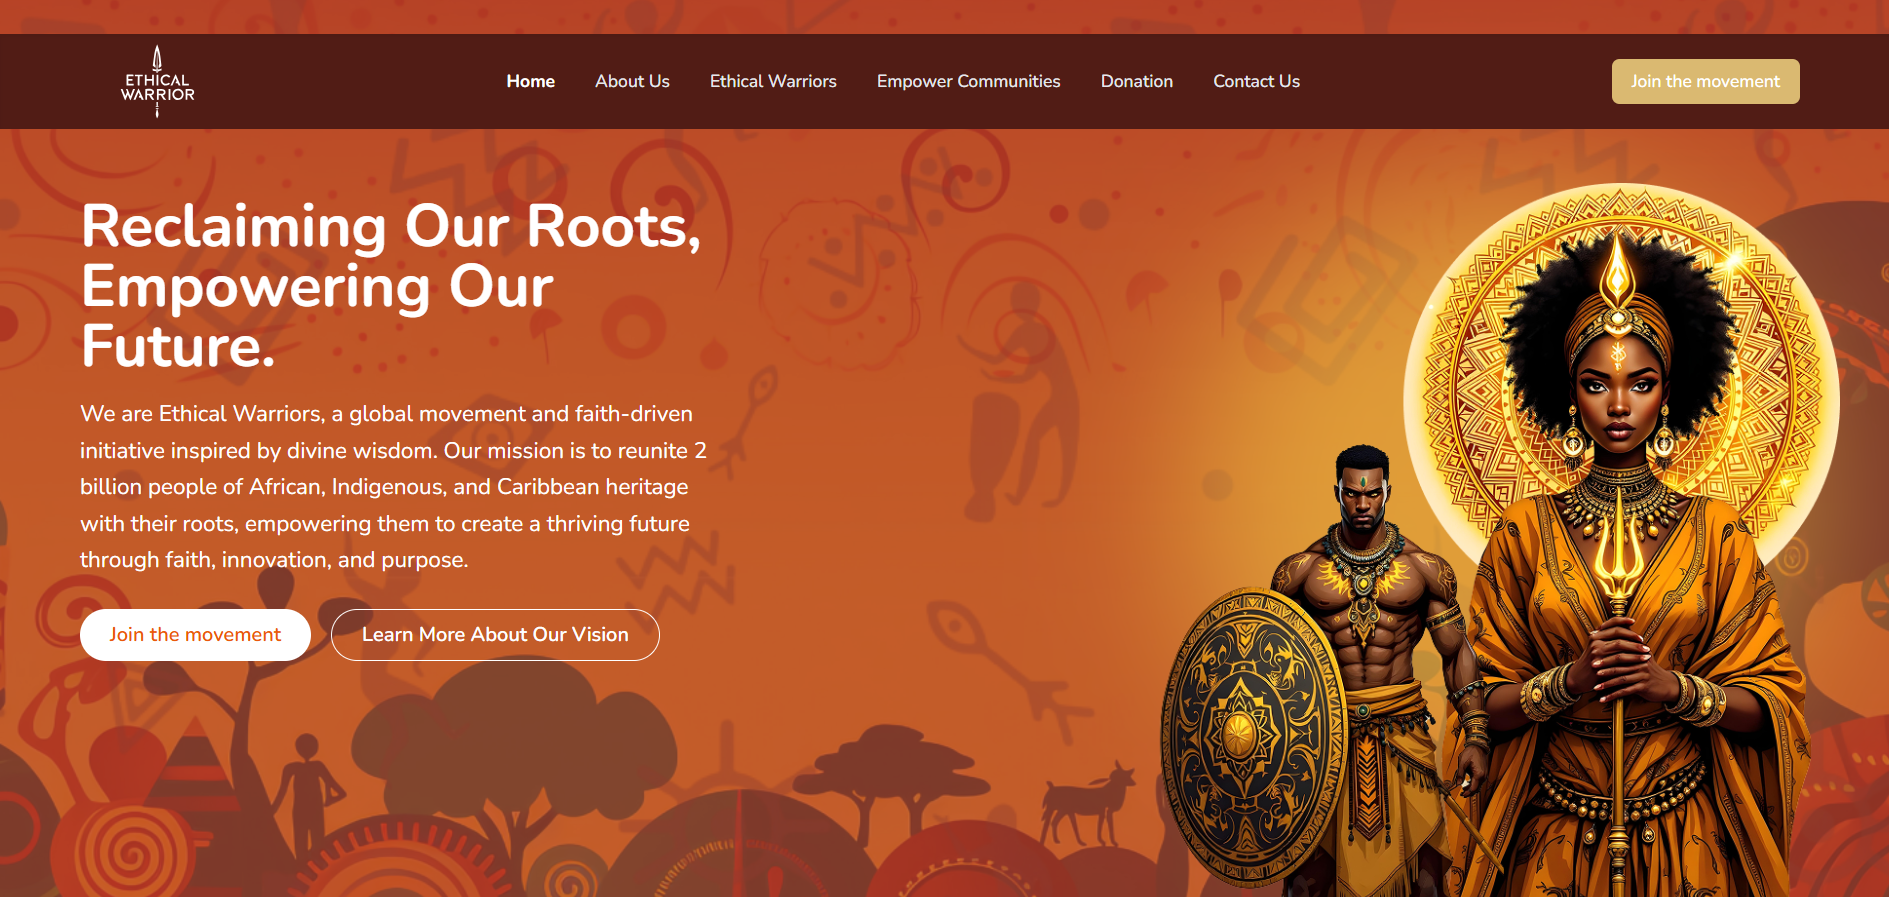 ETHICAL
WARRIOR
Home
About Us
Ethical Warriors
Empower Communities
Donation
Contact Us
Join the movement
Reclaiming Our Roots,
Empowering Our
Future.
We are Ethical Warriors, a global movement and faith-driven
initiative inspired by divine wisdom. Our mission is to reunite 2
billion people of African, Indigenous, and Caribbean heritage
with their roots, empowering them to create a thriving future
through faith, innovation, and purpose.
Join the movement
Learn More About Our Vision